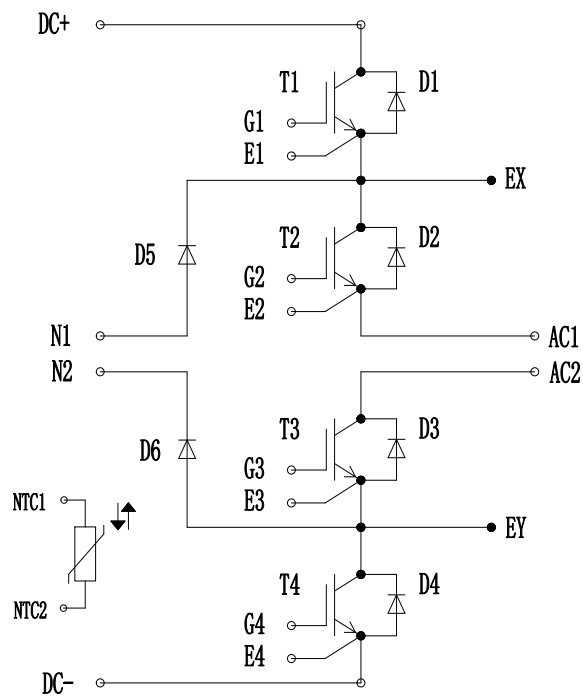 DC+
T1 D1
G1
E1
EX
D5 T2 D2
G2
E2
N1 AC1
N2 AC2
T3 D3
D6
G3
NTC1 E3
EY
T4 D4
NTC2 G4
E4
DC-